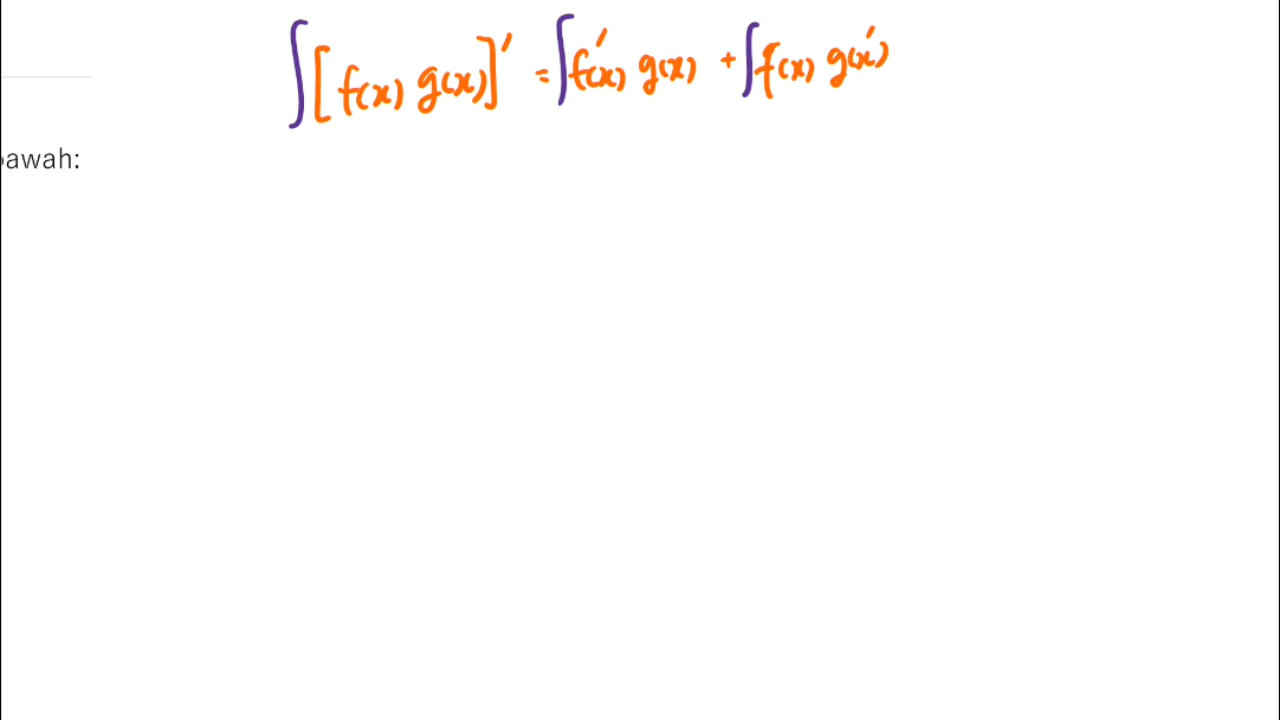 ∫[f(x) g(x)]′ = ∫f′(x) g(x) + ∫f(x) g(x)′
awah: